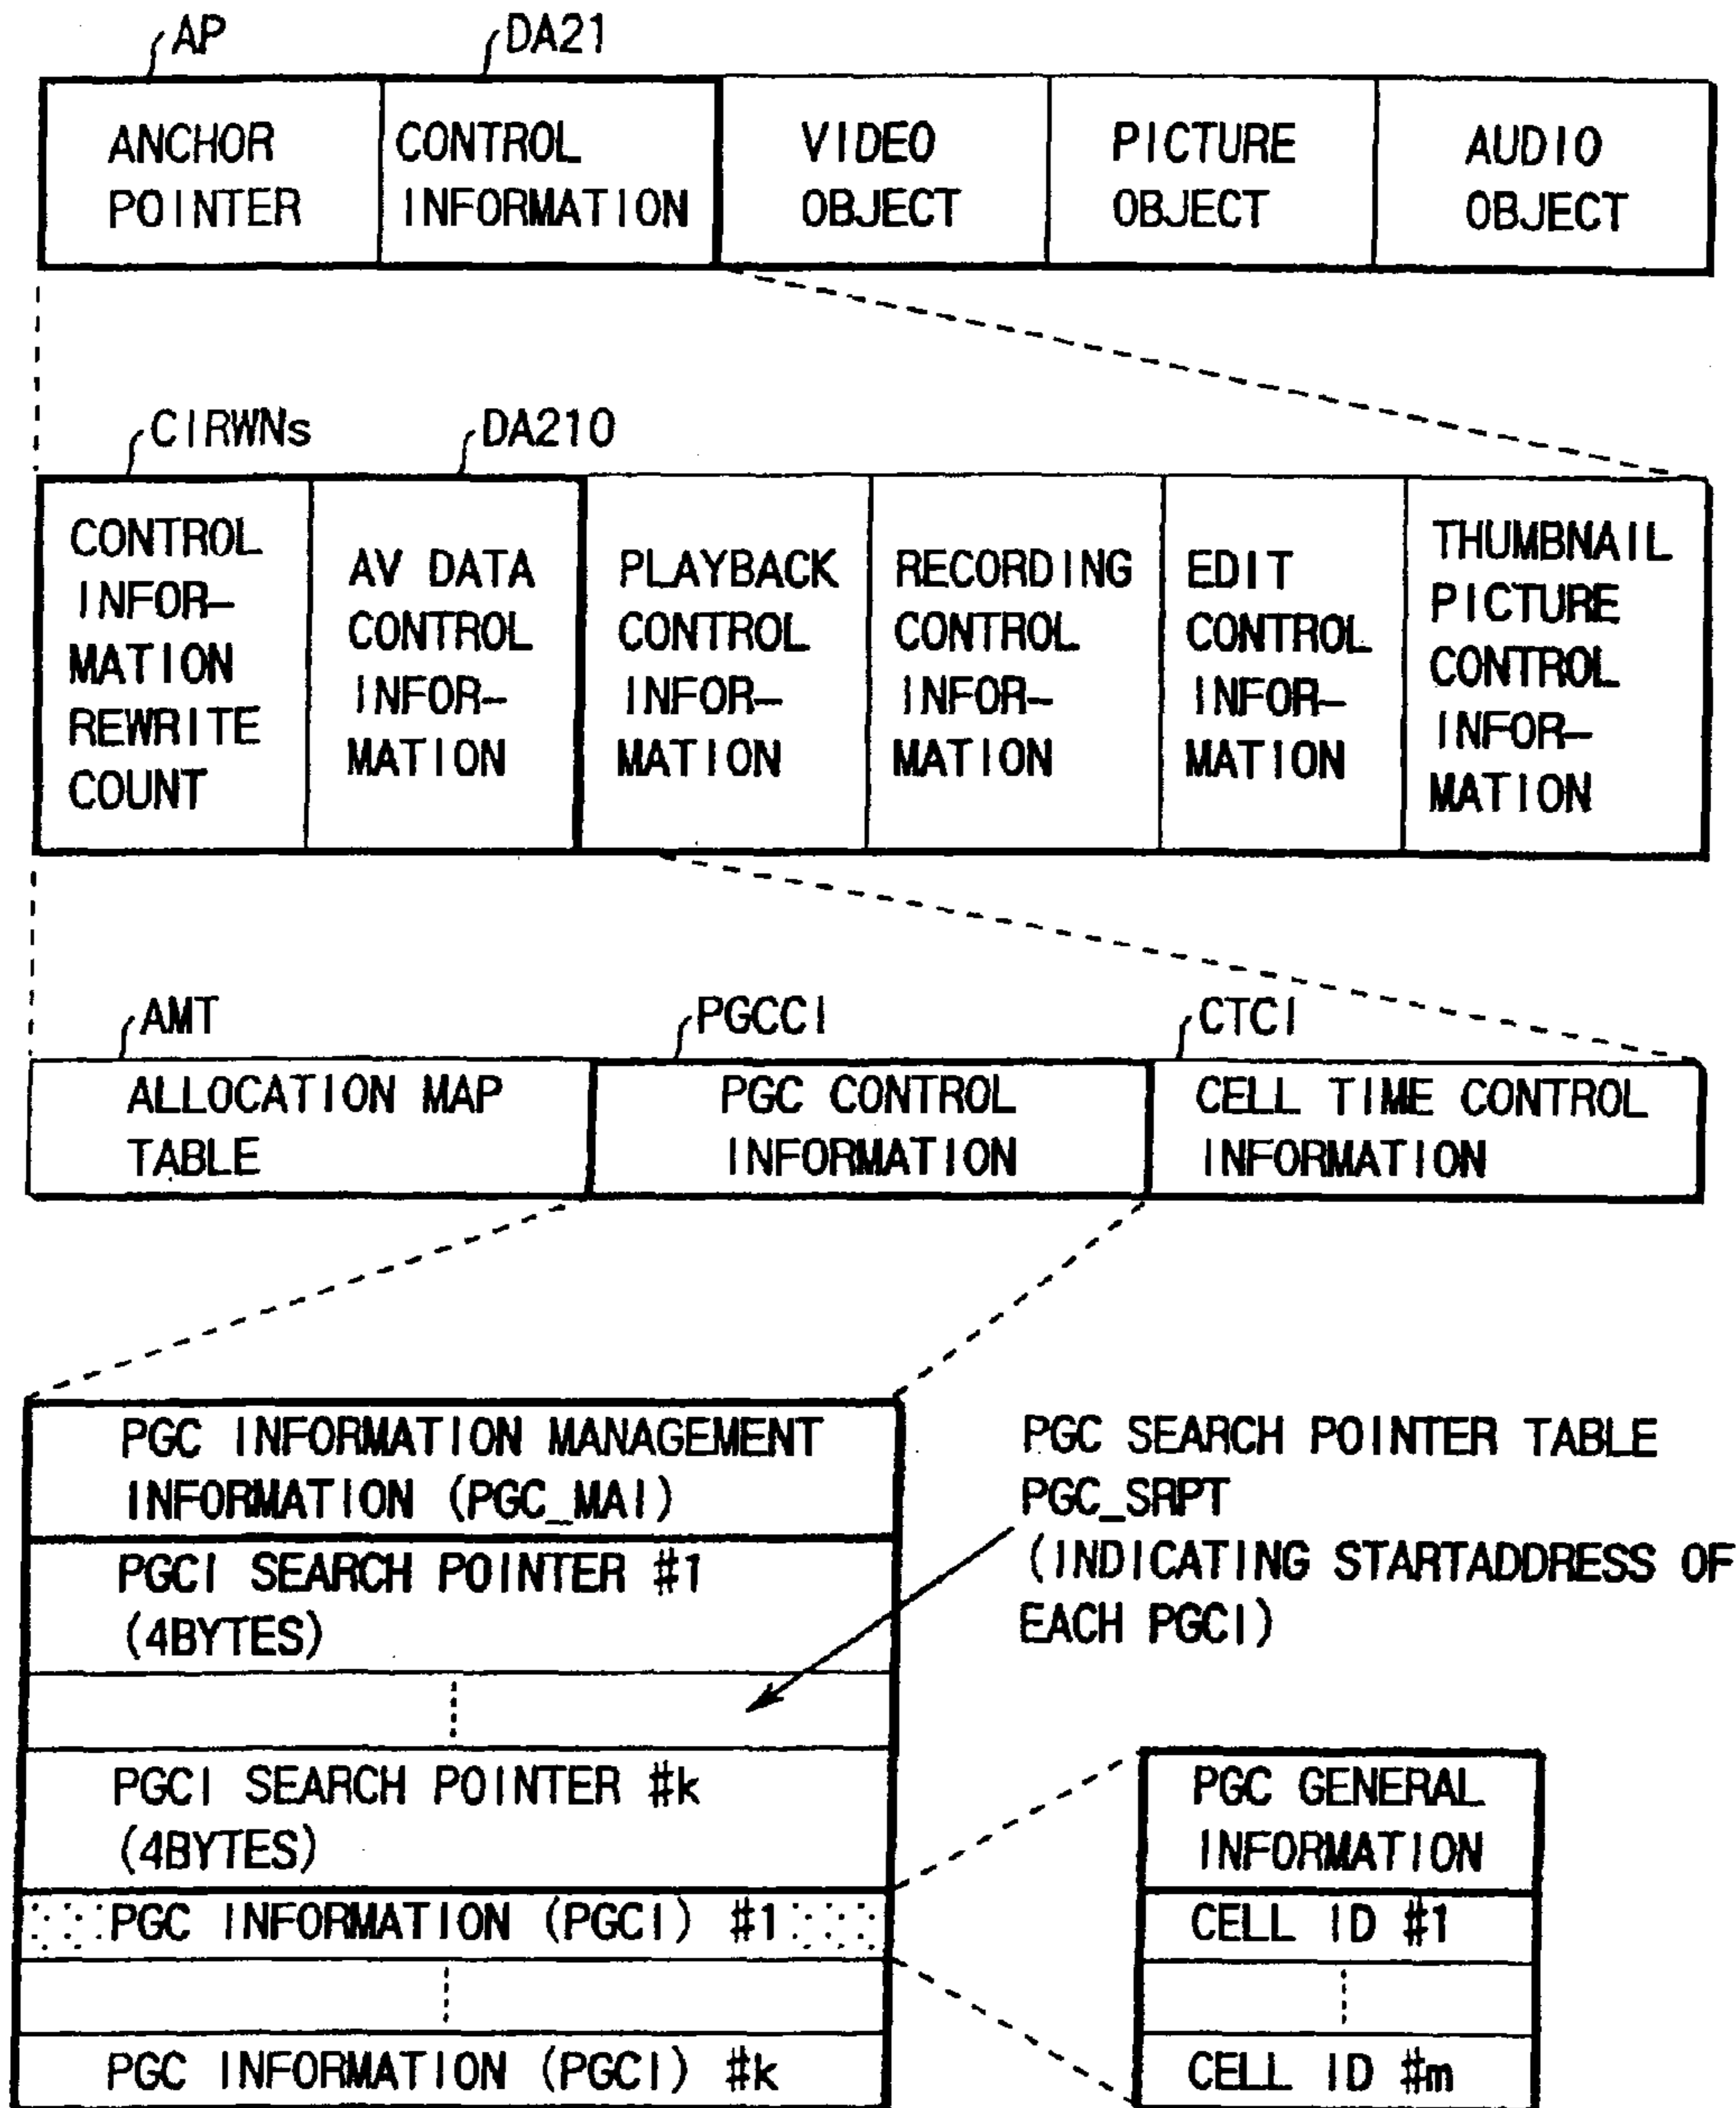 AP
DA21
ANCHOR
POINTER
CONTROL
INFORMATION
VIDEO
OBJECT
PICTURE
OBJECT
AUDIO
OBJECT
CIRWNs
DA210
CONTROL
INFOR-
MATION
REWRITE
COUNT
AV DATA
CONTROL
INFOR-
MATION
PLAYBACK
CONTROL
INFOR-
MATION
RECORDING
CONTROL
INFOR-
MATION
EDIT
CONTROL
INFOR-
MATION
THUMBNAIL
PICTURE
CONTROL
INFOR-
MATION
AMT
PGCCI
CTCI
ALLOCATION MAP
TABLE
PGC CONTROL
INFORMATION
CELL TIME CONTROL
INFORMATION
PGC INFORMATION MANAGEMENT
INFORMATION (PGC_MAI)
PGCI SEARCH POINTER #1
(4BYTES)
PGCI SEARCH POINTER #k
(4BYTES)
PGC INFORMATION (PGCI) #1
PGC INFORMATION (PGCI) #k
PGC SEARCH POINTER TABLE
PGC_SRPT
(INDICATING STARTADDRESS OF
EACH PGCI)
PGC GENERAL
INFORMATION
CELL ID #1
CELL ID #m